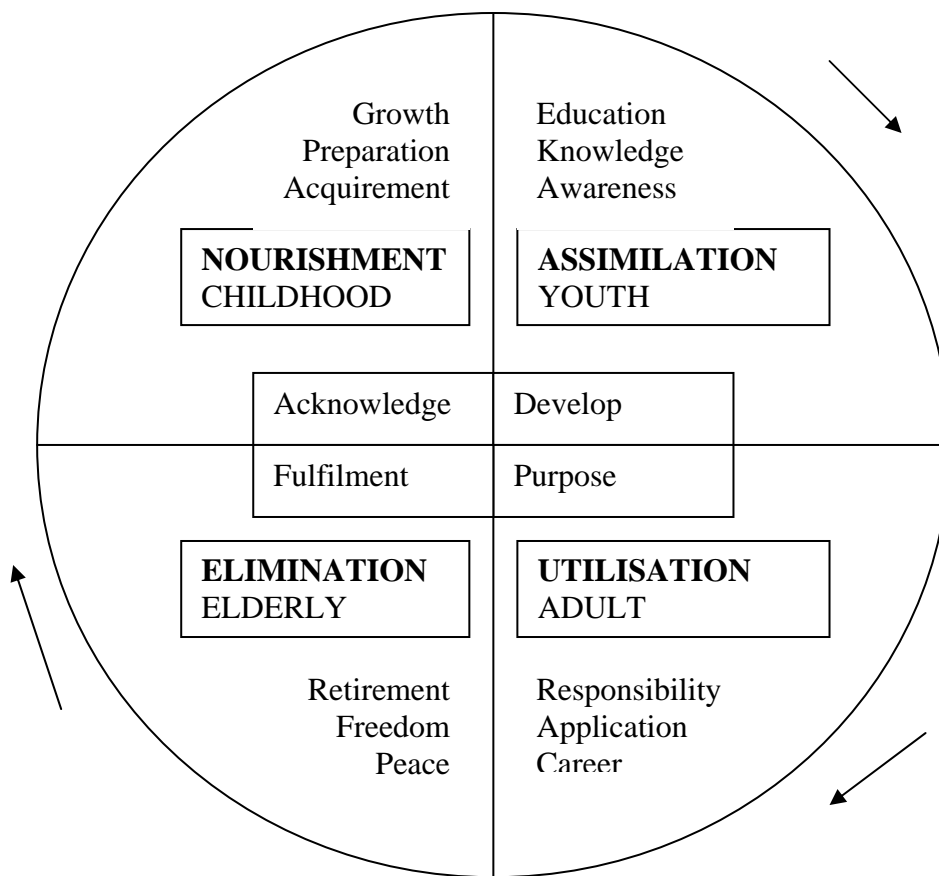 Growth
Preparation
Acquirement
NOURISHMENT
CHILDHOOD
Education
Knowledge
Awareness
ASSIMILATION
YOUTH
Acknowledge
Develop
Fulfilment
Purpose
ELIMINATION
ELDERLY
Retirement
Freedom
Peace
UTILISATION
ADULT
Responsibility
Application
Career